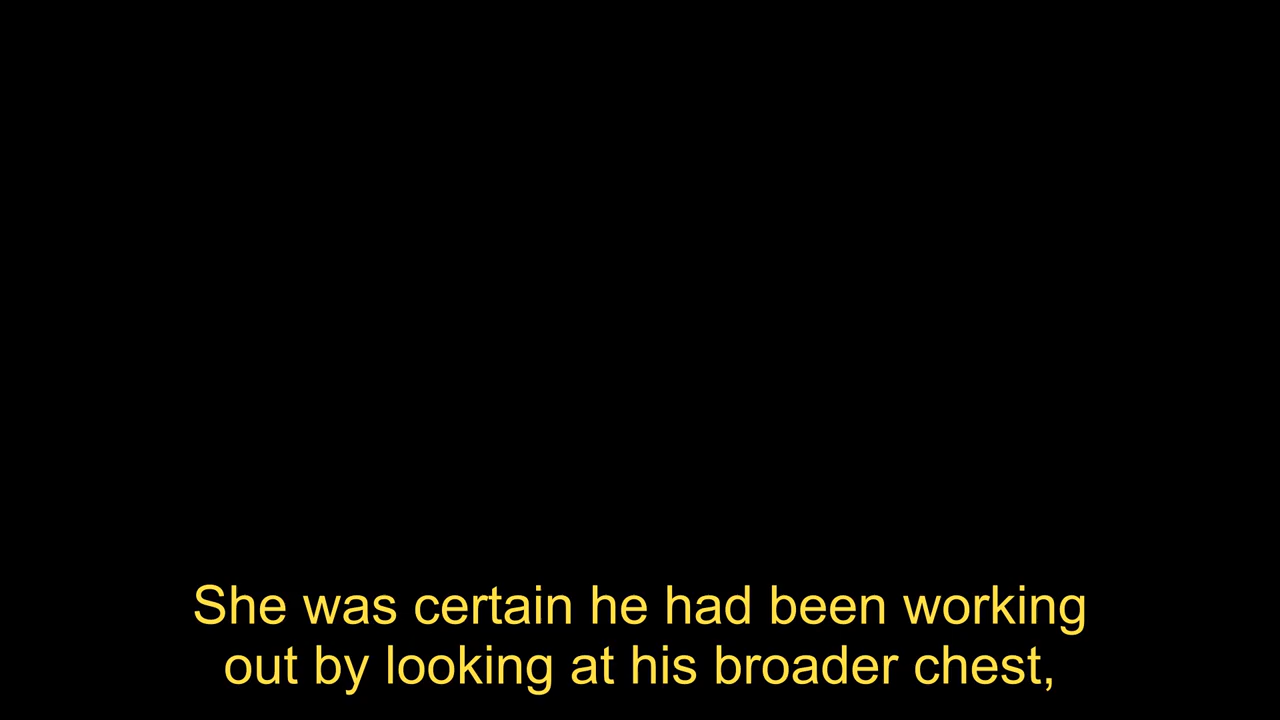 She was certain he had been working
out by looking at his broader chest,